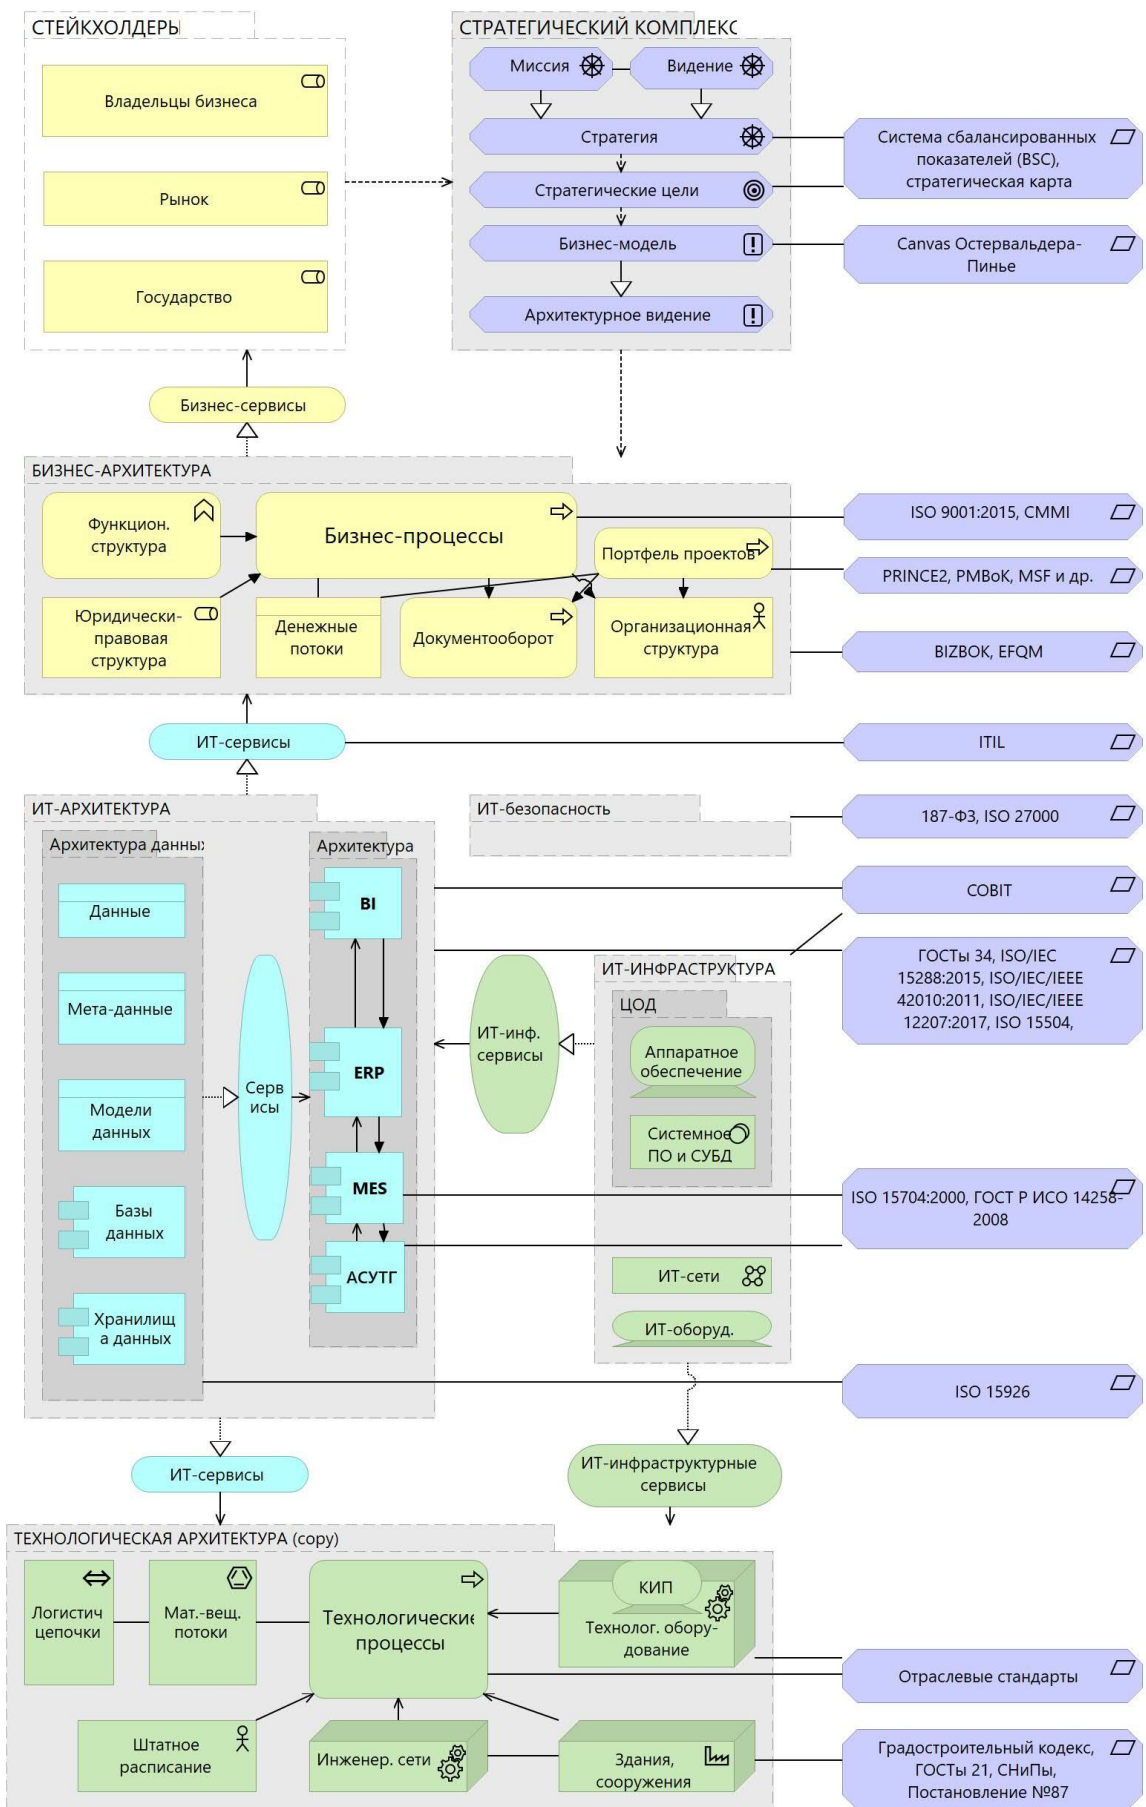 СТЕЙКХОЛДЕРЫ
Владельцы бизнеса
Рынок
Государство
СТРАТЕГИЧЕСКИЙ КОМПЛЕКС
Миссия
Видение
Стратегия
Стратегические цели
Бизнес-модель
Архитектурное видение
Система сбалансированных
показателей (BSC),
стратегическая карта
Canvas Остервальдера-
Пинье
Бизнес-сервисы
БИЗНЕС-АРХИТЕКТУРА
Функцион.
структура
Бизнес-процессы
Портфель проектов
Юридически-
правовая
структура
Денежные
потоки
Документооборот
Организационная
структура
ISO 9001:2015, CMMI
PRINCE2, PMBoK, MSF и др.
BIZBOK, EFQM
ИТ-сервисы
ITIL
ИТ-АРХИТЕКТУРА
Архитектура данны
Данные
Мета-данные
Модели
данных
Базы
данных
Хранилищ
а данных
Серв
исы
Архитектура
BI
ERP
MES
АСУТГ
ИТ-безопасность
187-ФЗ, ISO 27000
COBIT
ГОСТы 34, ISO/IEC
15288:2015, ISO/IEC/IEEE
42010:2011, ISO/IEC/IEEE
12207:2017, ISO 15504,
ИТ-инф.
сервисы
ИТ-ИНФРАСТРУКТУРА
ЦОД
Аппаратное
обеспечение
Системное
ПО и СУБД
ИТ-сети
ИТ-оборуд.
ISO 15704:2000, ГОСТ Р ИСО 14258-
2008
ISO 15926
ИТ-сервисы
ИТ-инфраструктурные
сервисы
ТЕХНОЛОГИЧЕСКАЯ АРХИТЕКТУРА (copy)
Логистич
цепочки
Мат.-вещ.
потоки
Технологические
процессы
КИП
Технолог. обору-
дование
Штатное
расписание
Инженер. сети
Здания,
сооружения
Отраслевые стандарты
Градостроительный кодекс,
ГОСТы 21, СНиПы,
Постановление №87